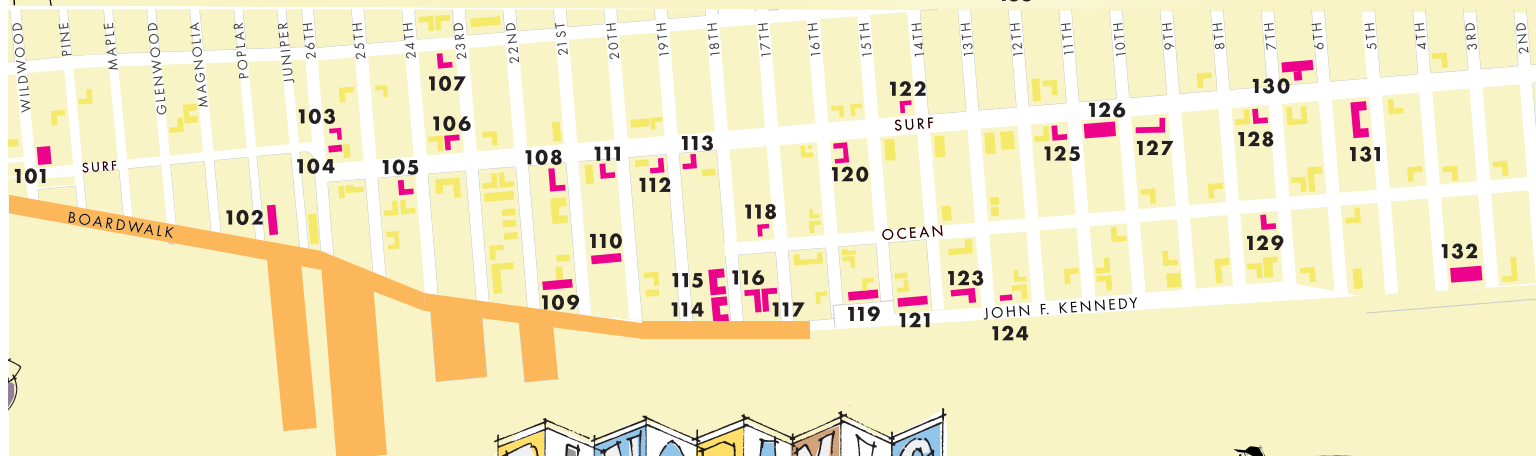 WILDWOOD
PINE
MAPLE
GLENWOOD
MAGNOLIA
POPLAR
JUNIPER
26TH
25TH
24TH
23RD
22ND
21ST
20TH
19TH
18TH
17TH
16TH
15TH
14TH
13TH
12TH
11TH
10TH
9TH
8TH
7TH
6TH
5TH
4TH
3RD
2ND
107
130
122
103
106
126
SURF
113
128
127
125
131
108
111
104
105
SURF
101
112
120
102
BOARDWALK
118
OCEAN
110
129
132
115
116
123
109
114
117
119
121
JOHN F. KENNEDY
124